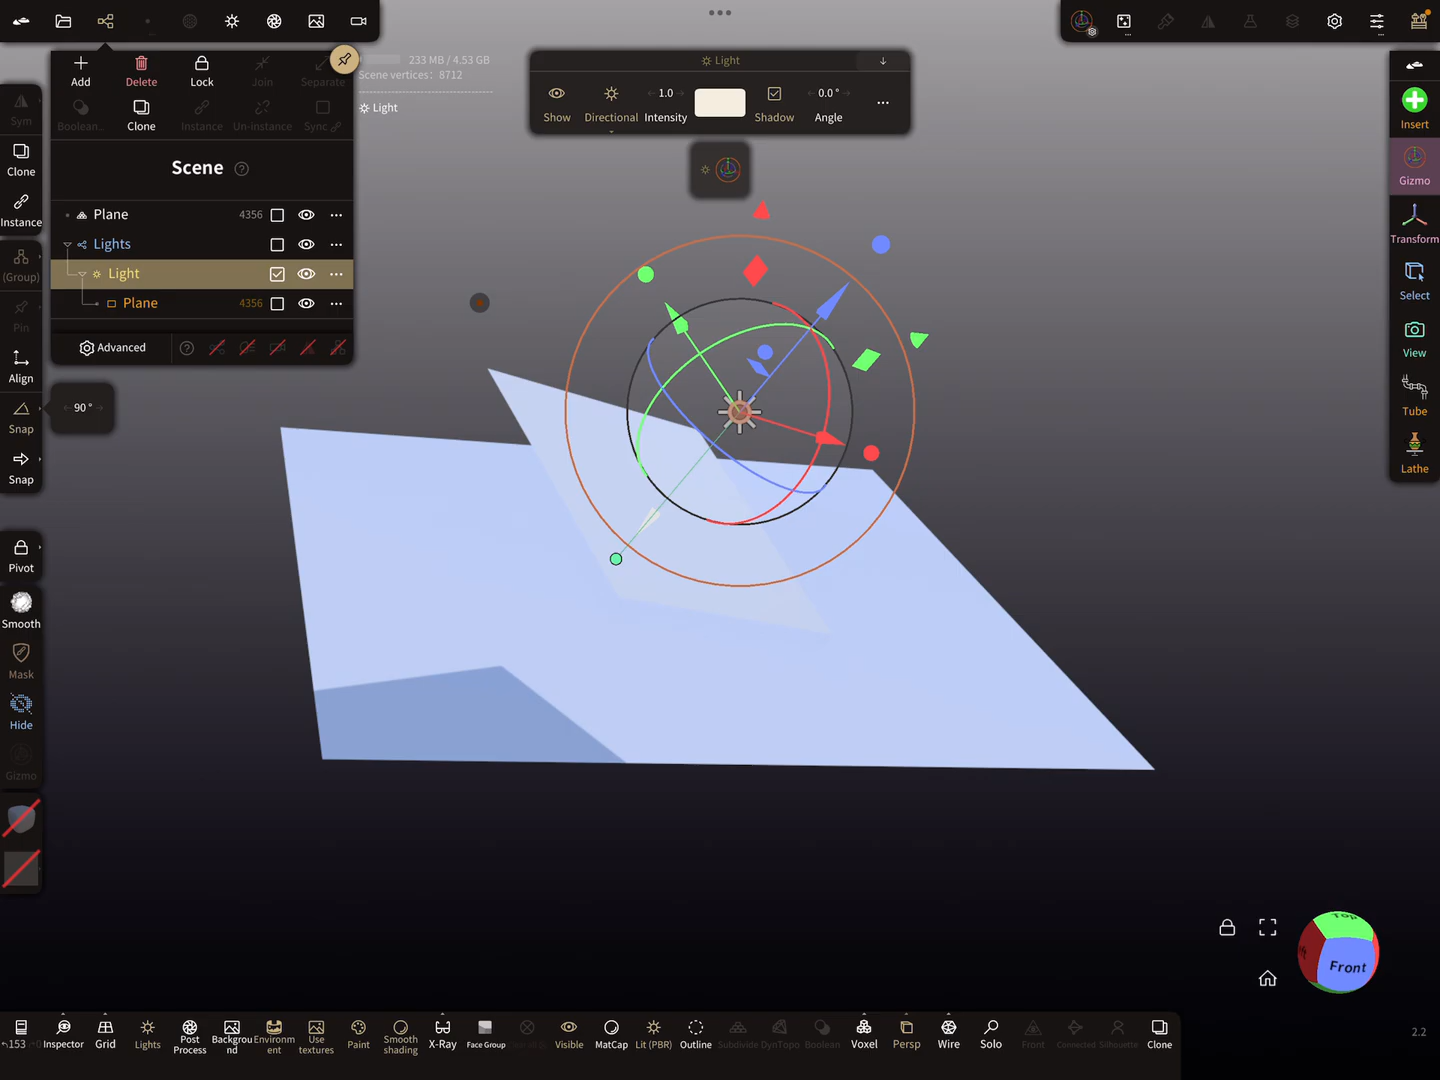 233 MB / 4.53 GB
Scene vertices: 8712
Light
Add
Delete
Lock
Join
Separate
Boolean...
Clone
Instance
Un-instance
Sync
Scene
Plane 4356
Lights
Light
Plane 4356
Advanced
Light
Show
Directional
1.0
Intensity
Shadow
0.0 °
Angle
Sym
Clone
Instance
(Group)
Pin
Align
Snap
90 °
Snap
Pivot
Smooth
Mask
Hide
Gizmo
Insert
Gizmo
Transform
Select
View
Tube
Lathe
Top
Front
2.2
153
Inspector
Grid
Lights
Post Process
Background
Environment
Use textures
Paint
Smooth shading
X-Ray
Face Group
Visible
MatCap
Lit (PBR)
Outline
Subdivide
DynTopo
Boolean
Voxel
Persp
Wire
Solo
Front
Connected
Silhouette
Clone